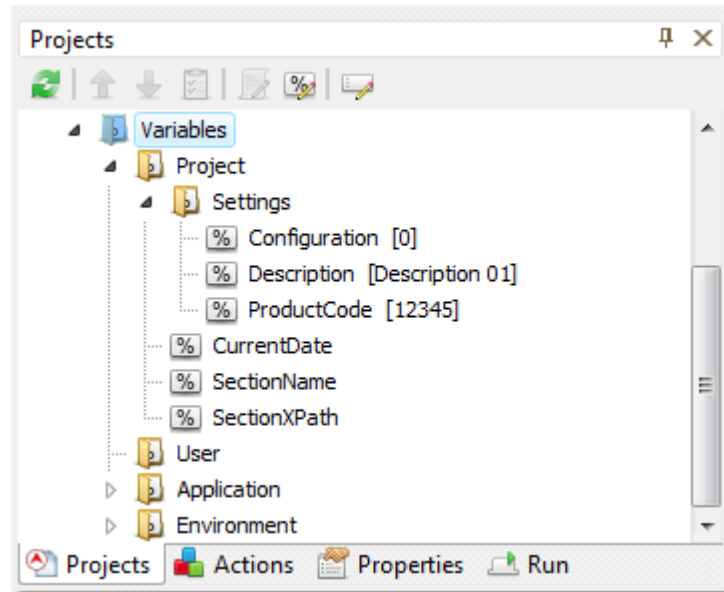 Projects
Variables
Project
Settings
% Configuration [0]
% Description [Description 01]
% ProductCode [12345]
% CurrentDate
% SectionName
% SectionXPath
User
Application
Environment
Projects Actions Properties Run